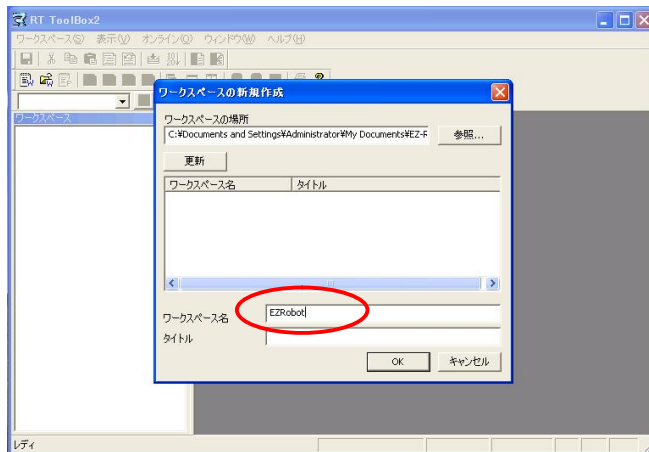 RT ToolBox2
ワークスペース(S) 表示(V) オンライン(O) ウィンドウ(W) ヘルプ(H)
ワークスペース
ワークスペースの新規作成
ワークスペースの場所
C:¥Documents and Settings¥Administrator¥My Documents¥EZ-F
参照...
更新
ワークスペース名 タイトル
ワークスペース名 EZRobot
タイトル
OK キャンセル
レディ